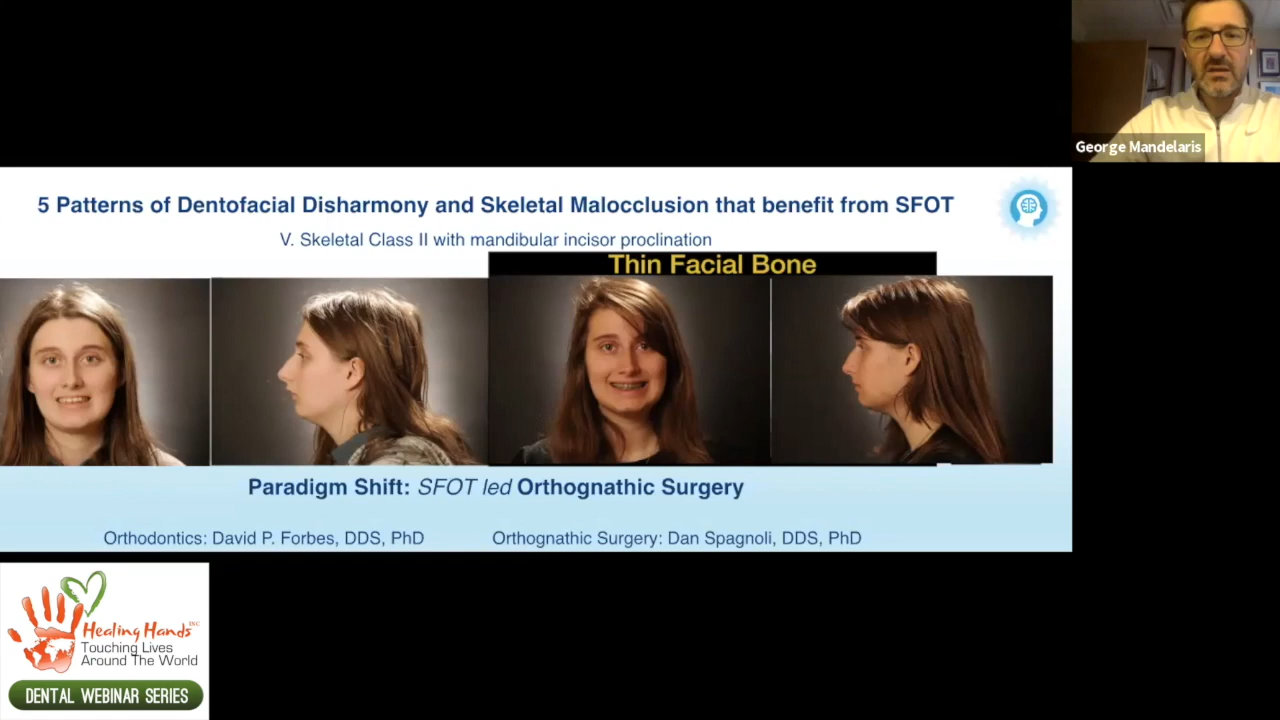 George Mandelaris
5 Patterns of Dentofacial Disharmony and Skeletal Malocclusion that benefit from SFOT
V. Skeletal Class II with mandibular incisor proclination
Thin Facial Bone
Paradigm Shift: SFOT led Orthognathic Surgery
Orthodontics: David P. Forbes, DDS, PhD
Orthognathic Surgery: Dan Spagnoli, DDS, PhD
Healing Hands INC
Touching Lives
Around The World
DENTAL WEBINAR SERIES